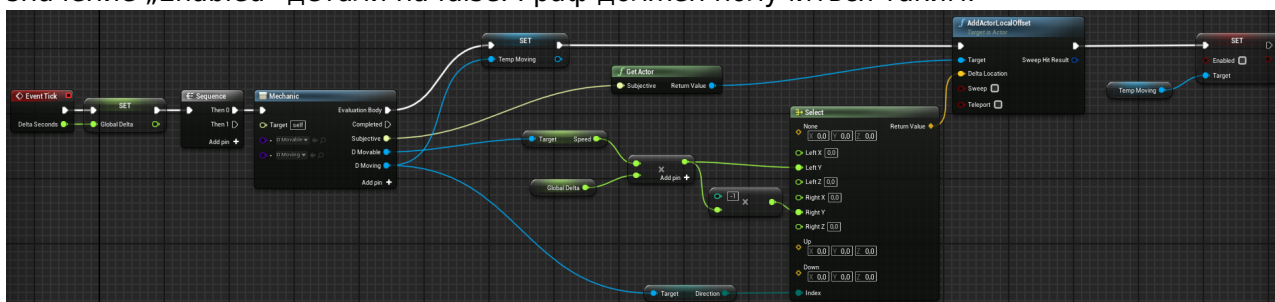 значение „Enabled“ детали на false. Граф должен получиться таким:
Event Tick
Delta Seconds
SET
Global Delta
Sequence
Then 0
Then 1
Add pin +
Mechanic
Evaluation Body
Target self
Completed
Subjective
D Movable
D Movable
D Moving
D Moving
Add pin +
SET
Temp Moving
Get Actor
Subjective
Return Value
Target
Speed
Global Delta
x
Add pin +
-1
x
Target
Direction
Select
None
Return Value
X 0,0 Y 0,0 Z 0,0
Left X 0,0
Left Y
Left Z 0,0
Right X 0,0
Right Y
Right Z 0,0
Up
X 0,0 Y 0,0 Z 0,0
Down
X 0,0 Y 0,0 Z 0,0
Index
AddActorLocalOffset
Target is Actor
Target
Sweep Hit Result
Delta Location
Sweep
Teleport
Temp Moving
SET
Enabled
Target